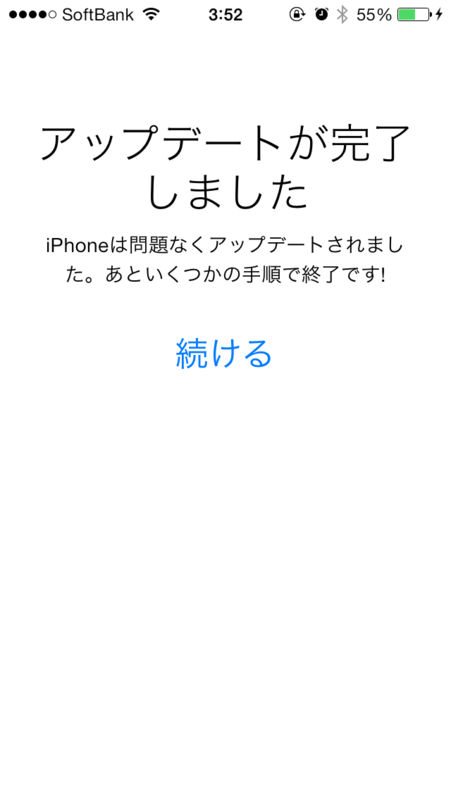 SoftBank 3:52 55%
アップデートが完了
しました
iPhoneは問題なくアップデートされまし
た。あといくつかの手順で終了です!
続ける